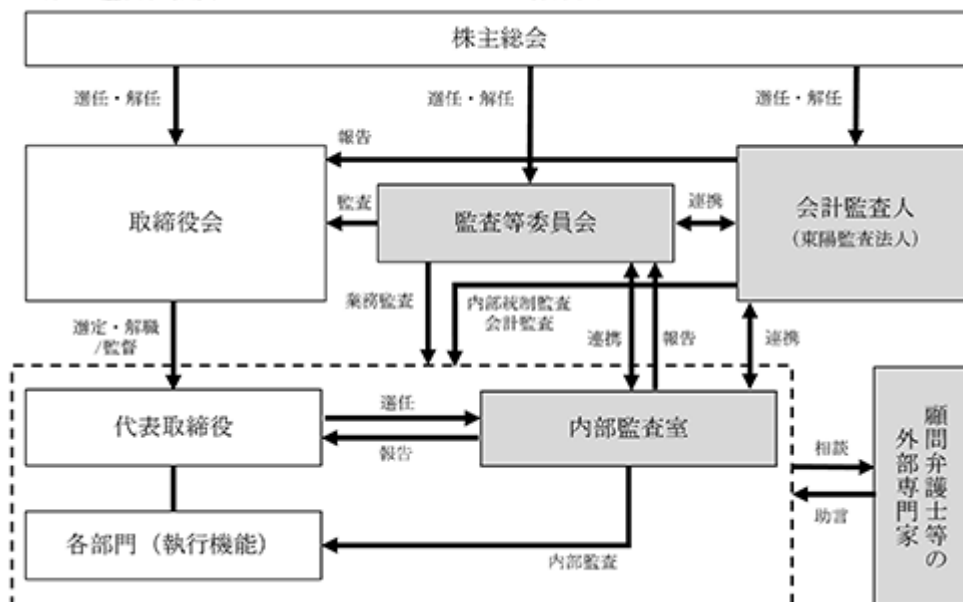 株主総会
選任・解任
選任・解任
選任・解任
報告
取締役会
監査
監査等委員会
連携
会計監査人
(東陽監査法人)
選定・解職
/監督
業務監査
内部統制監査
会計監査
連携
報告
連携
代表取締役
選任
報告
内部監査室
相談
助言
顧問弁護士等の
外部専門家
各部門（執行機能）
内部監査